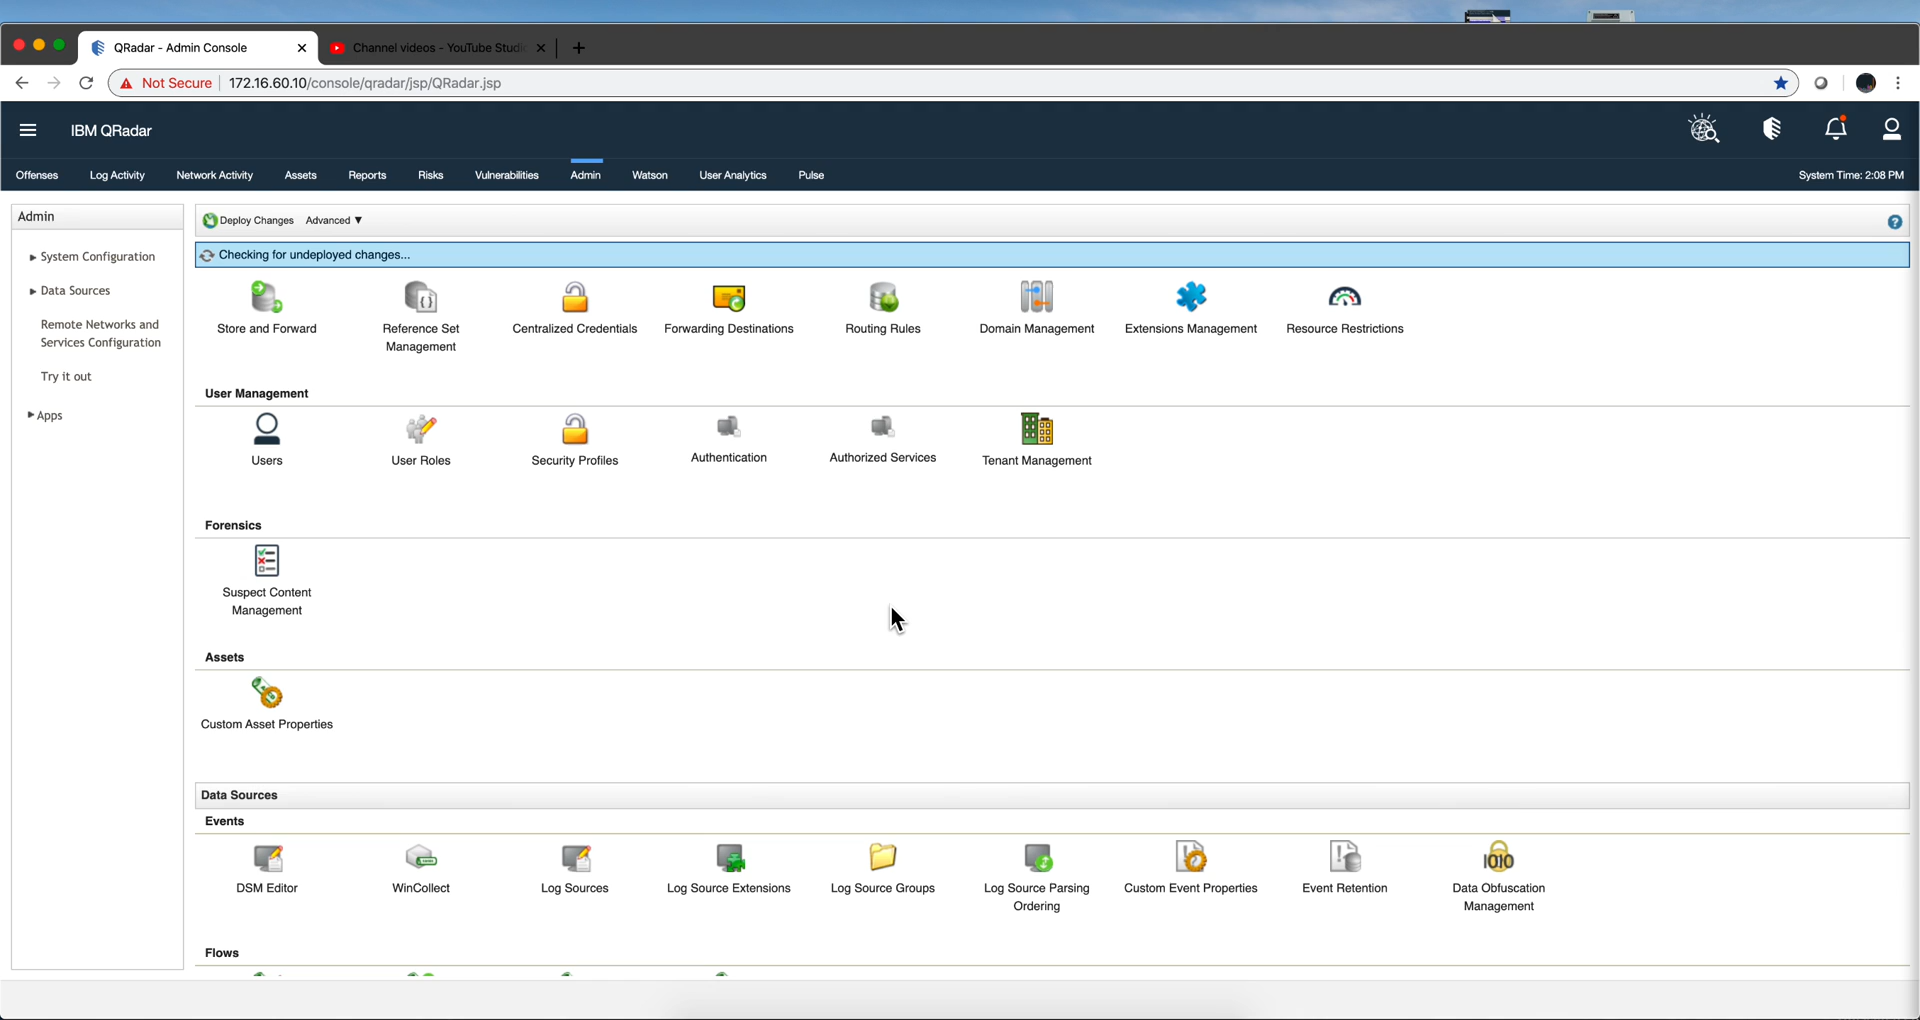 QRadar - Admin Console
Channel videos - YouTube Studi
Not Secure 172.16.60.10/console/qradar/jsp/QRadar.jsp
IBM QRadar
Offenses Log Activity Network Activity Assets Reports Risks Vulnerabilities Admin Watson User Analytics Pulse System Time: 2:08 PM
Admin
System Configuration
Data Sources
Remote Networks and
Services Configuration
Try it out
Apps
Deploy Changes Advanced ▼
Checking for undeployed changes...
Store and Forward
Reference Set
Management
Centralized Credentials
Forwarding Destinations
Routing Rules
Domain Management
Extensions Management
Resource Restrictions
User Management
Users
User Roles
Security Profiles
Authentication
Authorized Services
Tenant Management
Forensics
Suspect Content
Management
Assets
Custom Asset Properties
Data Sources
Events
DSM Editor
WinCollect
Log Sources
Log Source Extensions
Log Source Groups
Log Source Parsing
Ordering
Custom Event Properties
Event Retention
Data Obfuscation
Management
Flows